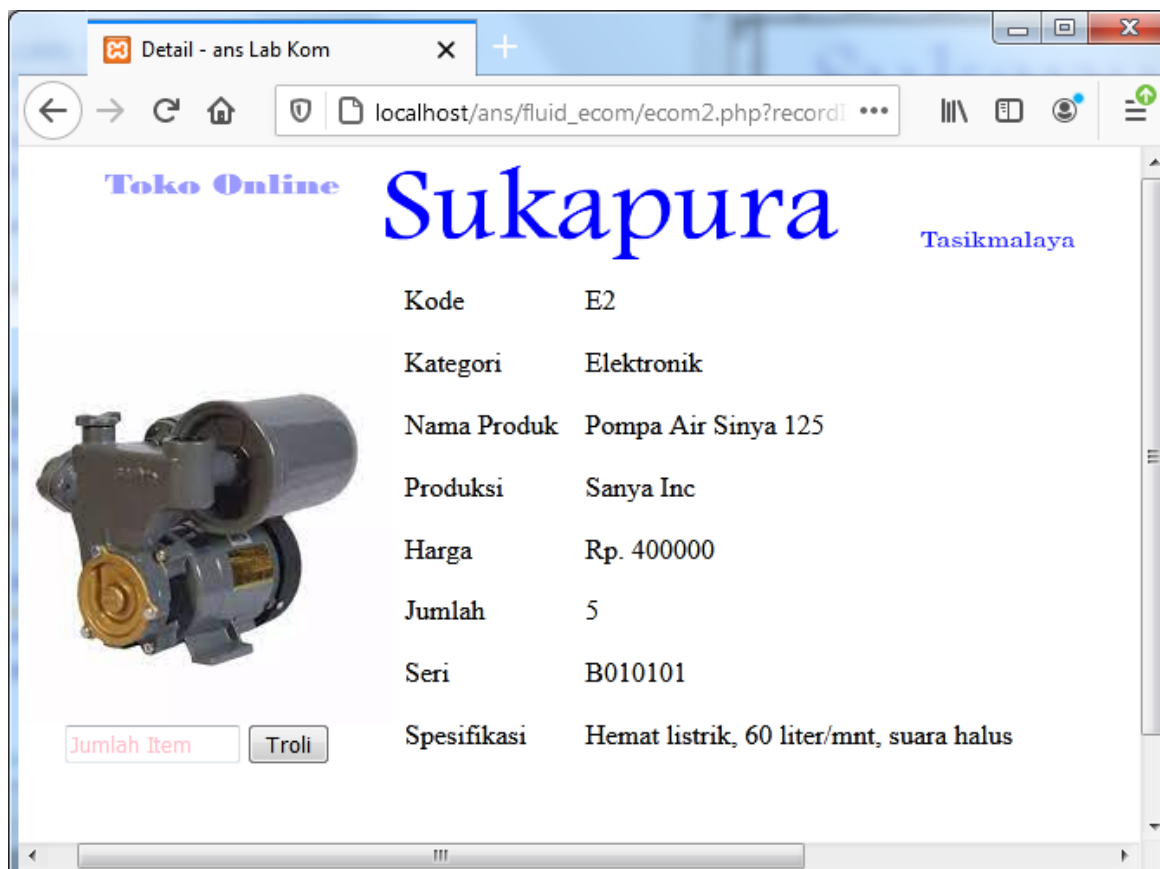 Detail - ans Lab Kom
localhost/ans/fluid_ecom/ecom2.php?recordI
Toko Online
Sukapura
Tasikmalaya
Kode E2
Kategori Elektronik
Nama Produk Pompa Air Sinya 125
Produksi Sanya Inc
Harga Rp. 400000
Jumlah 5
Seri B010101
Jumlah Item Troli
Spesifikasi Hemat listrik, 60 liter/mnt, suara halus